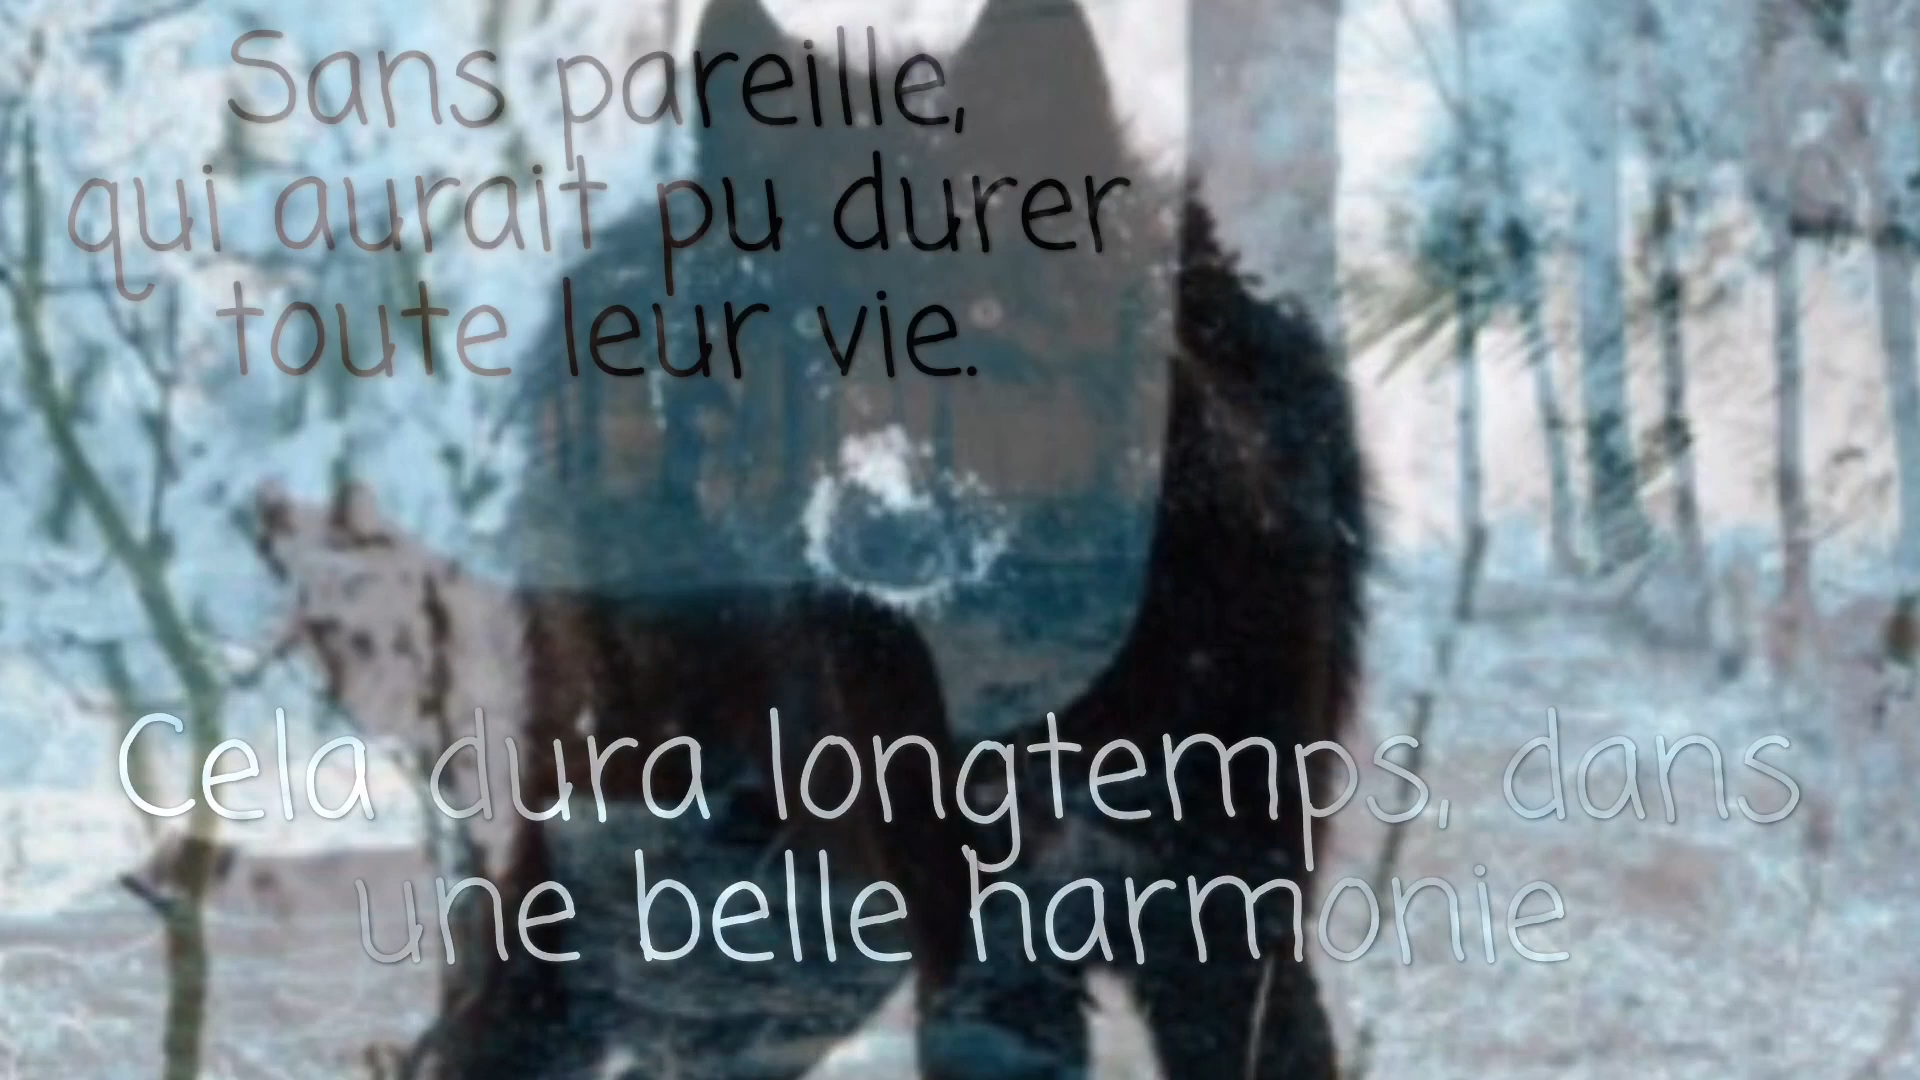 Sans pareille,
qui aurait pu durer
toute leur vie.
Cela dura longtemps, dans
une belle harmonie